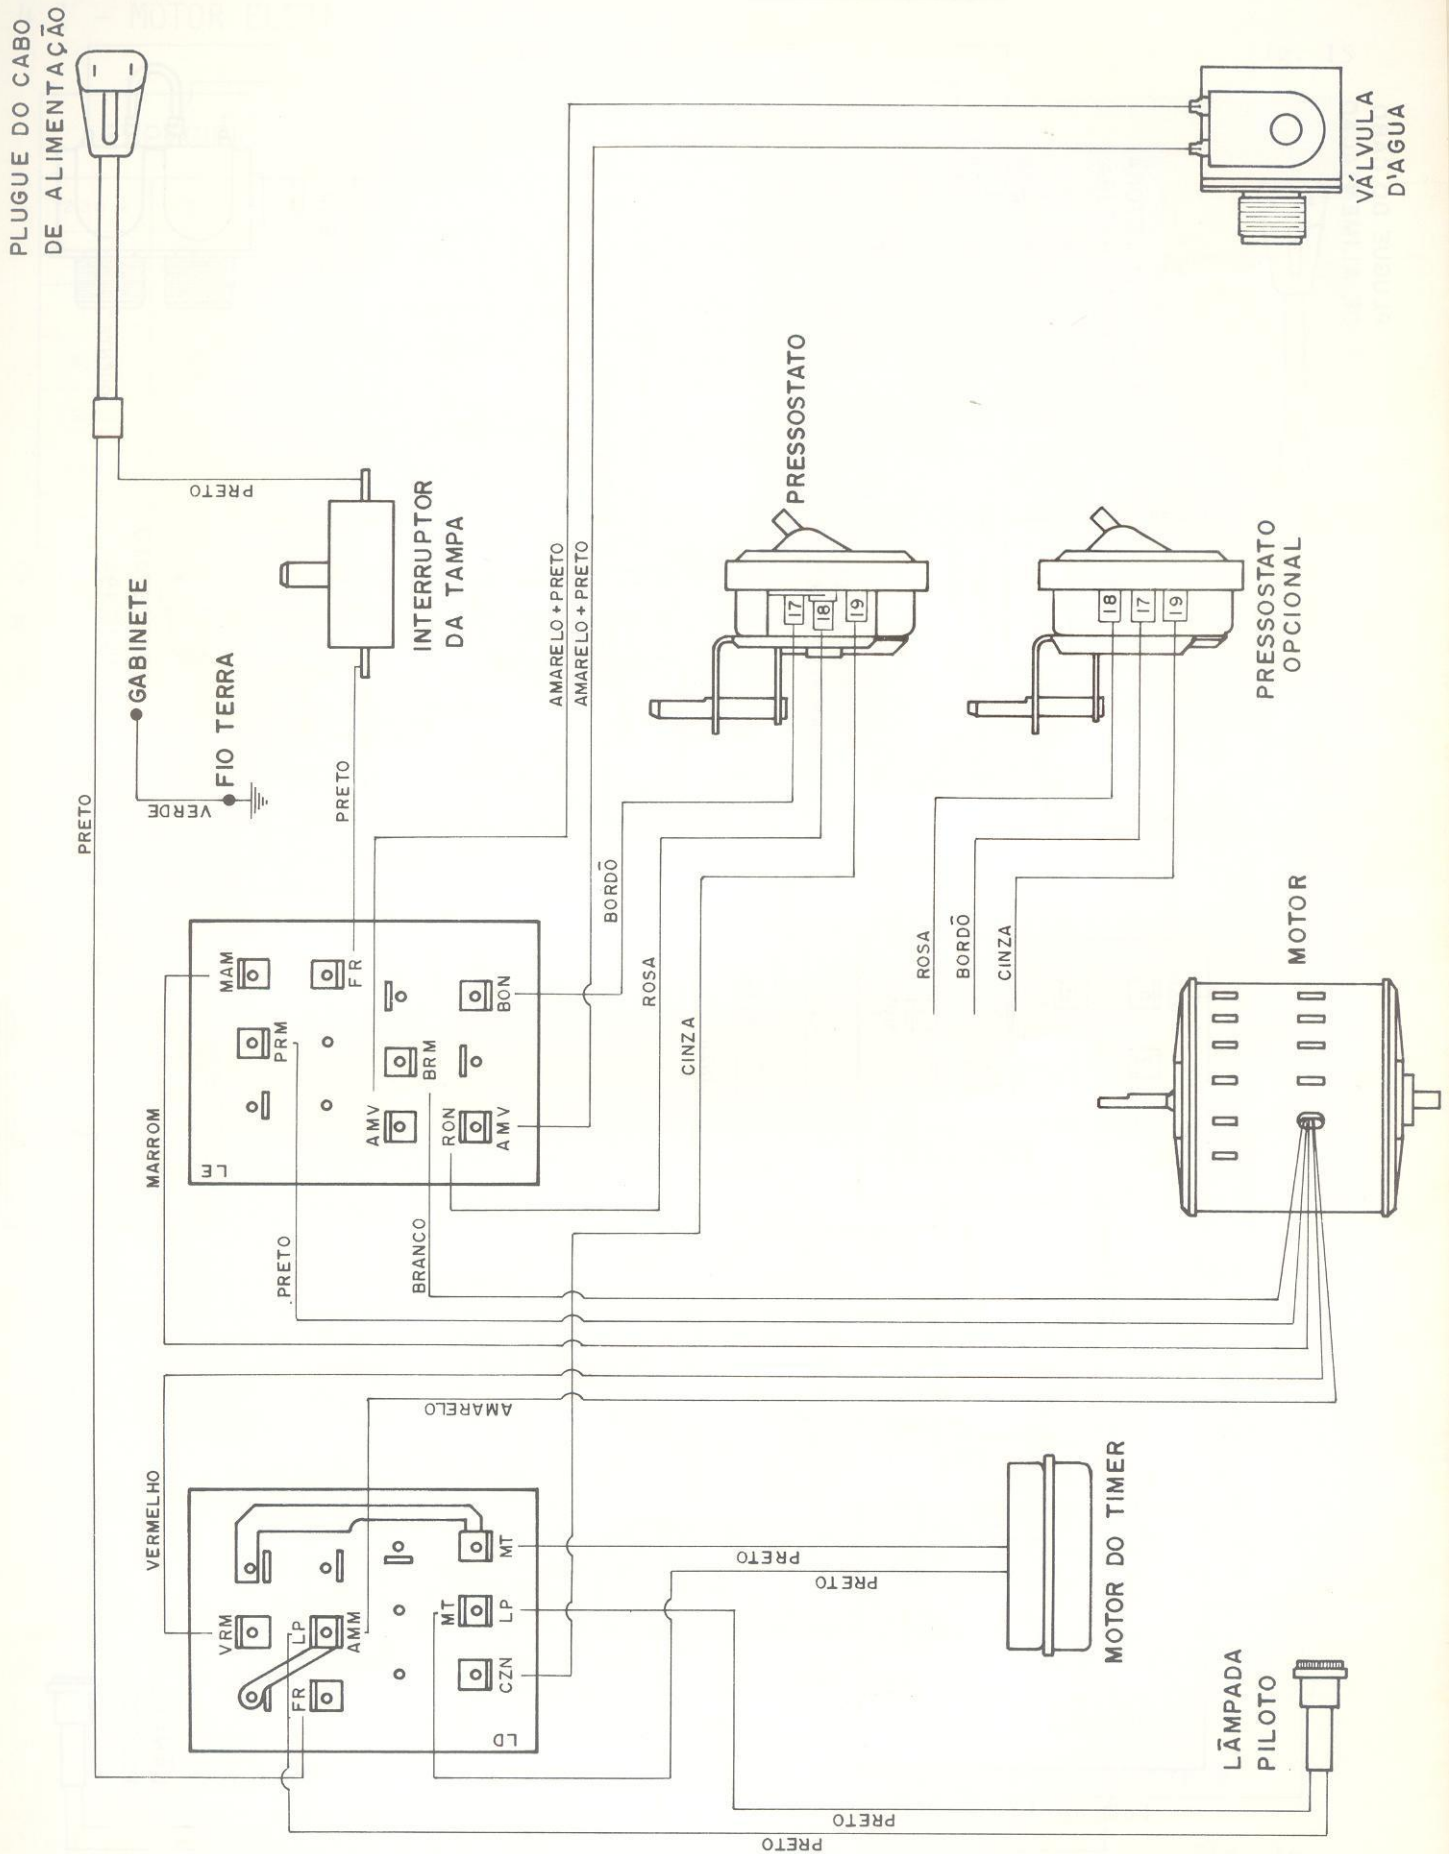 PLUGUE DO CABO
DE ALIMENTAÇÃO
PRETO
GABINETE
FIO TERRA
VERDE
PRETO
INTERRUPTOR
DA TAMPA
PRETO
AMARELO + PRETO
AMARELO + PRETO
VÁLVULA
D'AGUA
PRESSOSTATO
17
18
19
BORDÔ
ROSA
CINZA
PRESSOSTATO
OPCIONAL
18
17
19
ROSA
BORDÔ
CINZA
MOTOR
MAM
FR
PRM
BON
BRM
AMV
RON
AMV
LE
MARROM
PRETO
BRANCO
VERMELHO
AMARELO
VRM
LP
AMM
FR
MT
MT
LP
CZN
LD
PRETO
PRETO
MOTOR DO TIMER
LÂMPADA
PILOTO
PRETO
PRETO